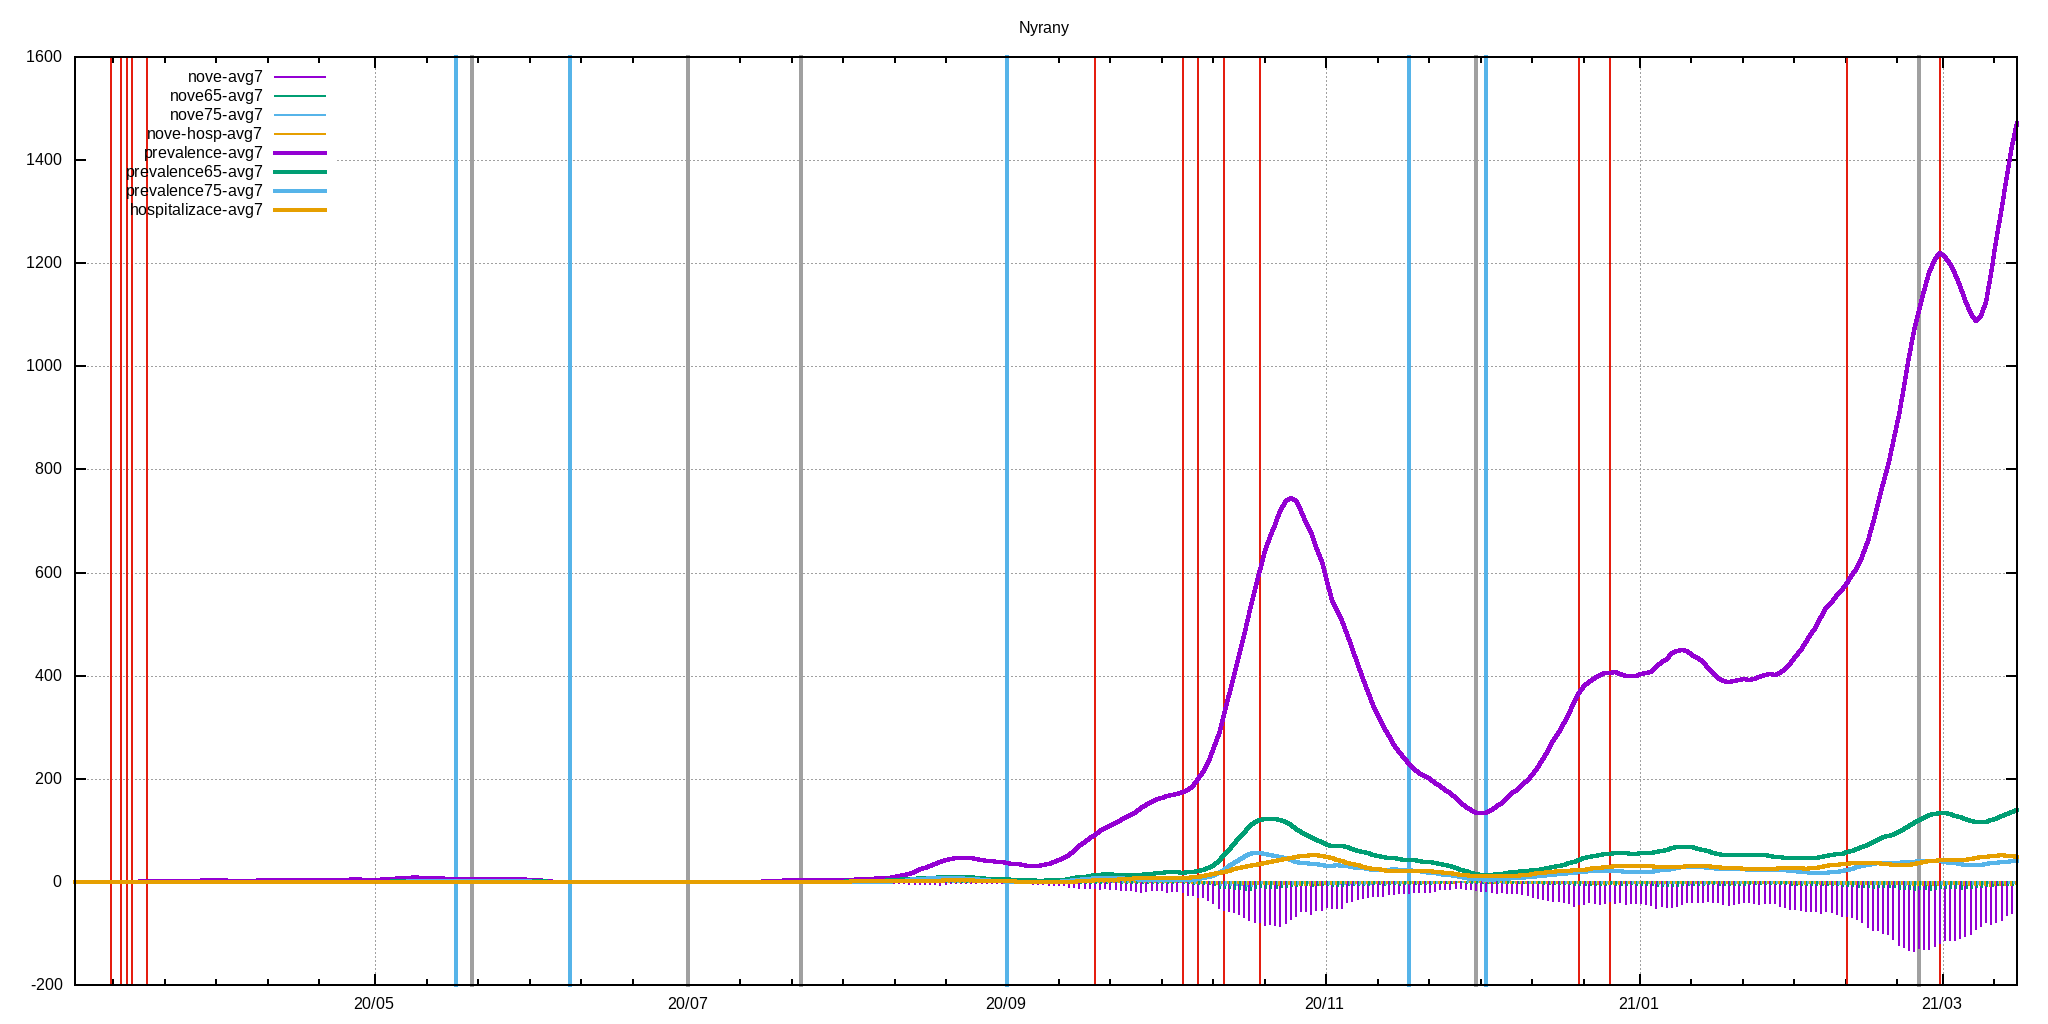 Nyrany
1600
1400
1200
1000
800
600
400
200
0
-200
nove-avg7
nove65-avg7
nove75-avg7
nove-hosp-avg7
prevalence-avg7
prevalence65-avg7
prevalence75-avg7
hospitalizace-avg7
20/05
20/07
20/09
20/11
21/01
21/03